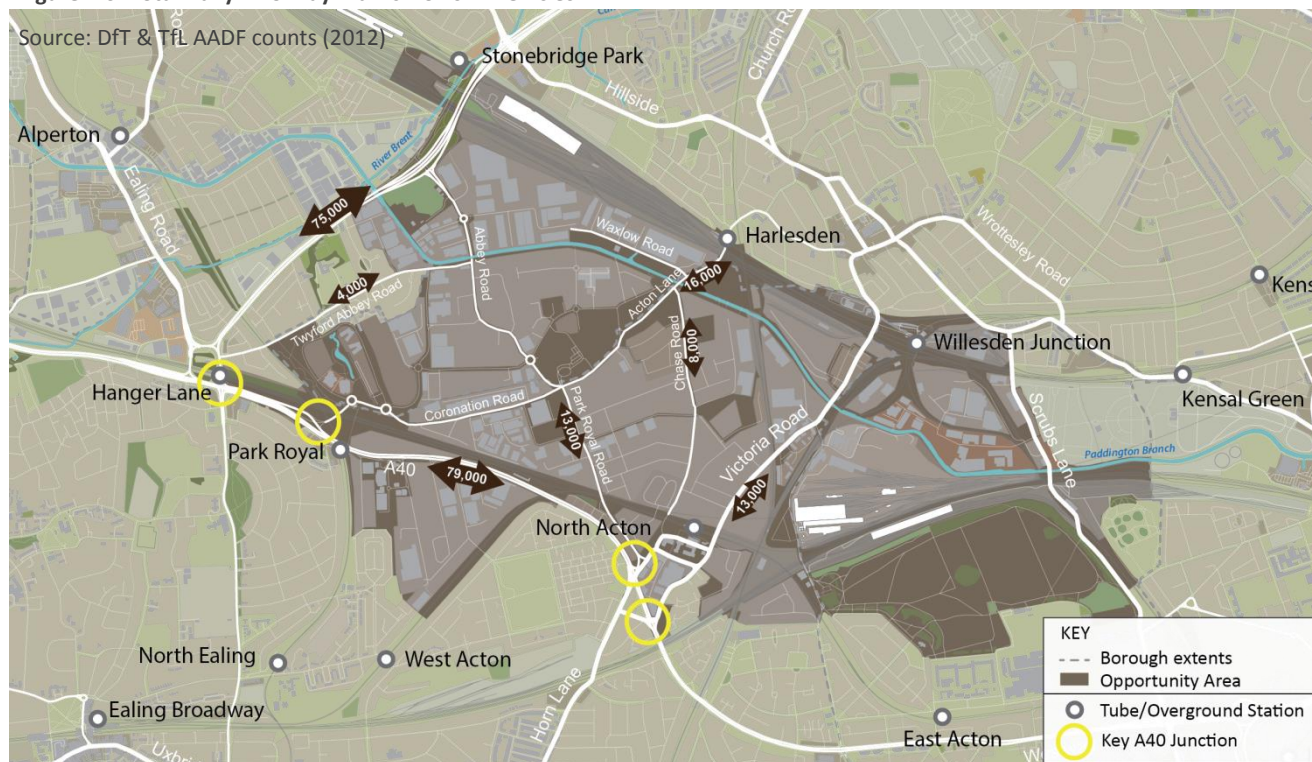 Source: DfT & TfL AADF counts (2012)
Stonebridge Park
Church Ro
Hillside
Alperton
River Brent
Ealing Road
75,000
Abbey Road
Waxlow Road
Harlesden
Wottesley Road
16,000
Acton Lane
4,000
Twyford Abbey Road
Kens
Chase Road
8,000
Willesden Junction
Hanger Lane
Coronation Road
Kensal Green
Park Royal
A40
79,000
13,000
Park Royal Road
Victoria Road
13,000
Scrubs Lane
Paddington Branch
North Acton
North Ealing
West Acton
Ealing Broadway
Uxbri
Horn Lane
East Acton
KEY
Borough extents
Opportunity Area
Tube/Overground Station
Key A40 Junction